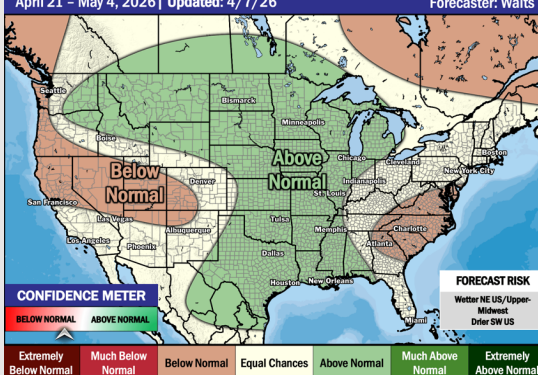 April 21 – May 4, 2026 | Updated: 4/7/26
Forecaster: Waits
Seattle
Bismarck
Minneapolis
Boise
Boston
Chicago
Cleveland
New York City
Below
Normal
Above
Normal
Denver
Indianapolis
St. Louis
San Francisco
Las Vegas
Tulsa
Charlotte
Los Angeles
Albuquerque
Memphis
Phoenix
Atlanta
Dallas
Houston
New Orleans
Miami
CONFIDENCE METER
BELOW NORMAL
ABOVE NORMAL
FORECAST RISK
Wetter NE US/Upper-
Midwest
Drier SW US
Extremely
Below Normal
Much Below
Normal
Below Normal
Equal Chances
Above Normal
Much Above
Normal
Extremely
Above Normal